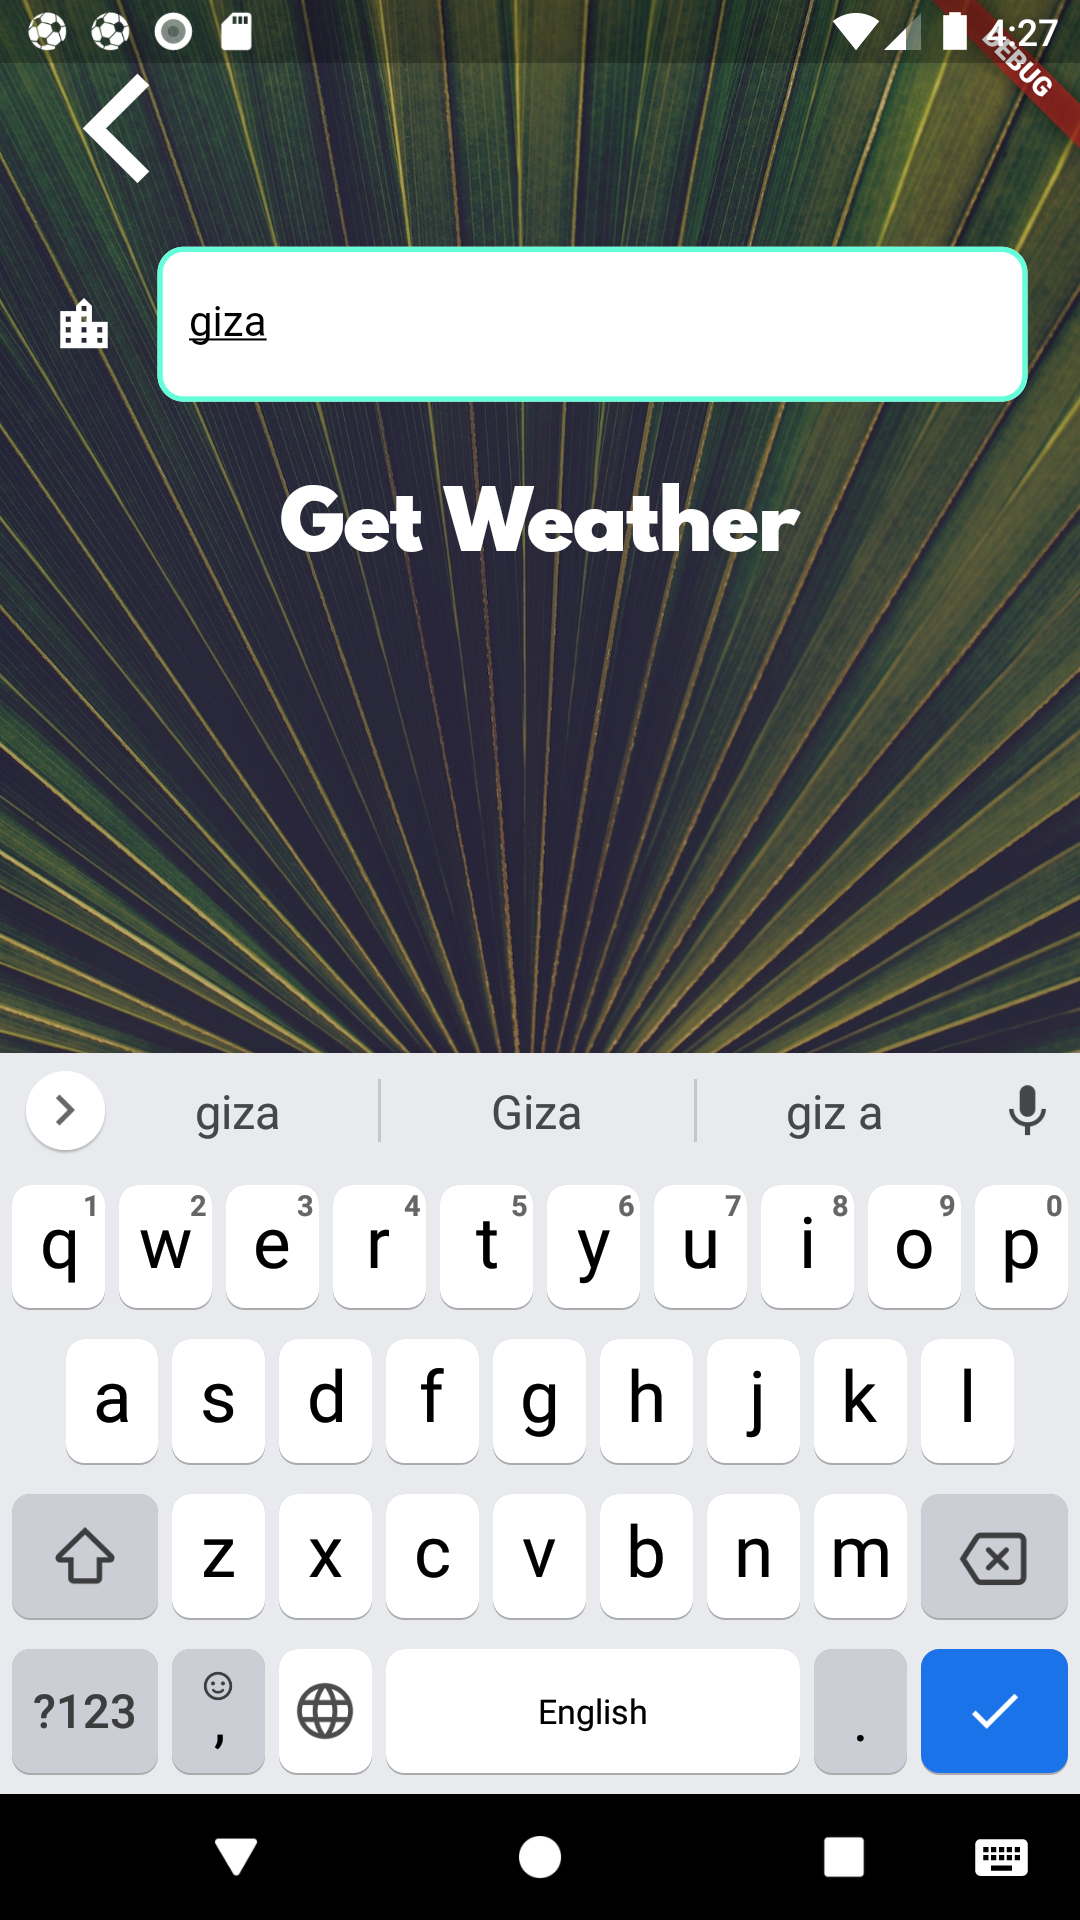 4:27
DEBUG
giza
Get Weather
giza Giza giz a
1 2 3 4 5 6 7 8 9 0
q w e r t y u i o p
a s d f g h j k l
z x c v b n m
?123 , English .